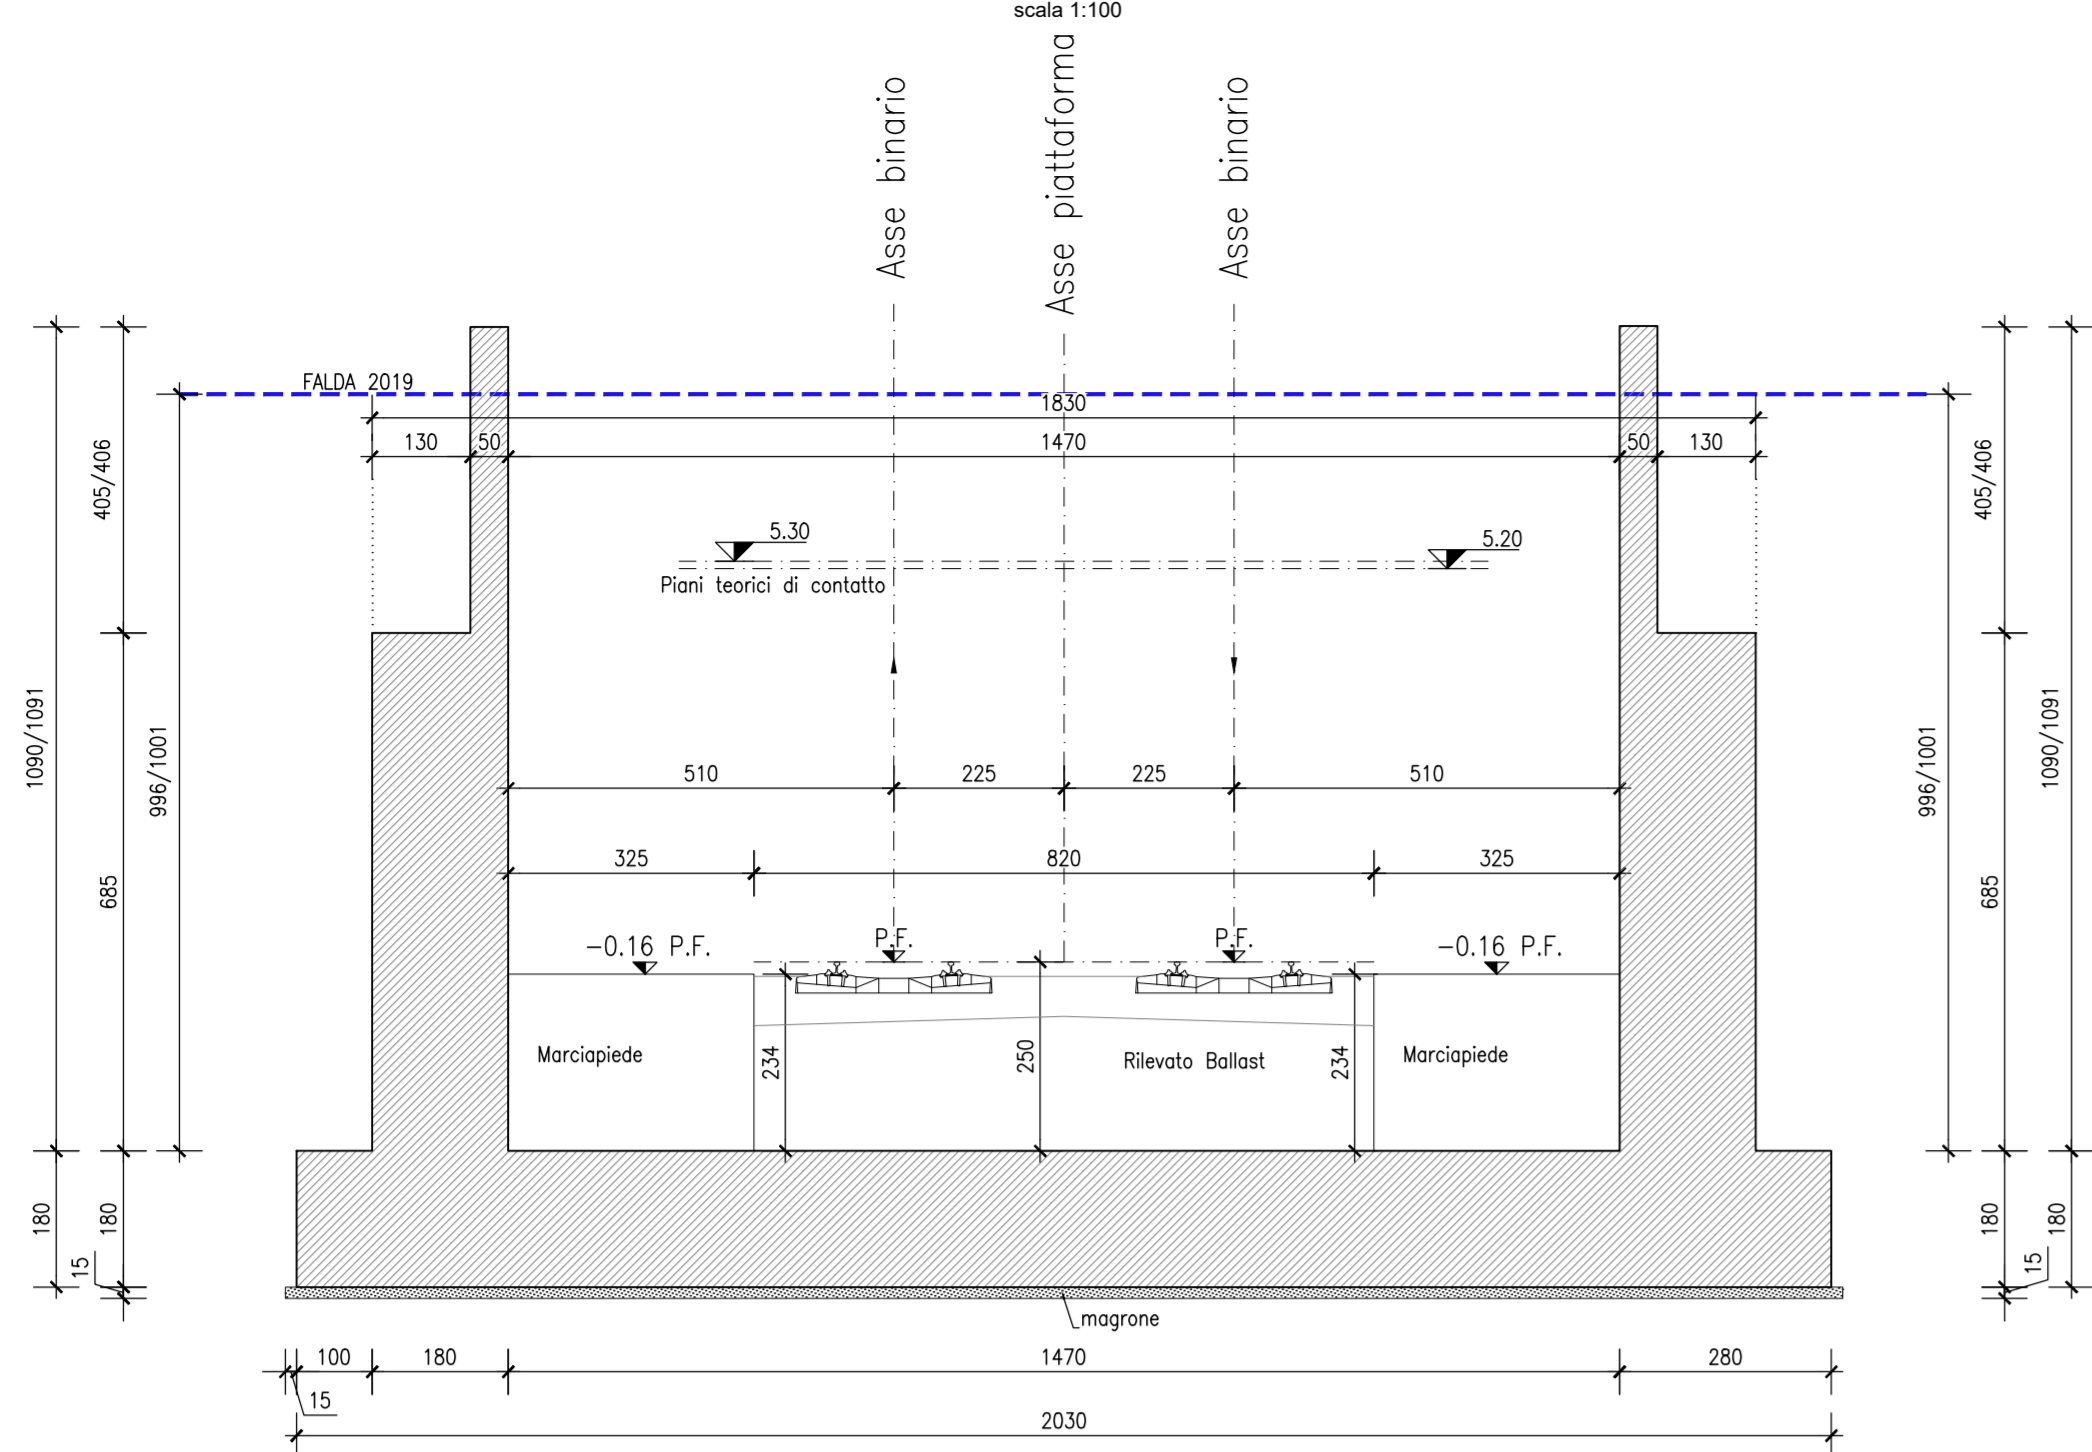 scala 1:100
Asse binario
Asse piattaforma
Asse binario
FALDA 2019
1830
130
50
1470
50
130
405/406
405/406
5.30
5.20
Piani teorici di contatto
1090/1091
996/1001
996/1001
1090/1091
510
225
225
510
325
820
325
685
685
-0.16 P.F.
P.F.
P.F.
-0.16 P.F.
Marciapiede
234
250
Rilevato Ballast
234
Marciapiede
180
180
180
180
15
15
magrone
100
180
1470
280
15
2030